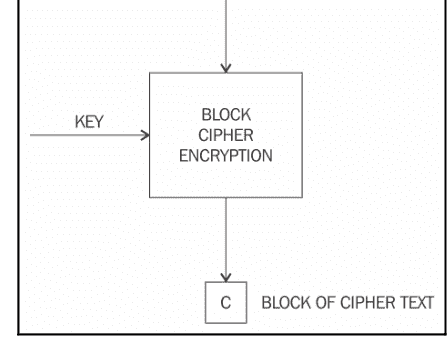 KEY
BLOCK
CIPHER
ENCRYPTION
C
BLOCK OF CIPHER TEXT